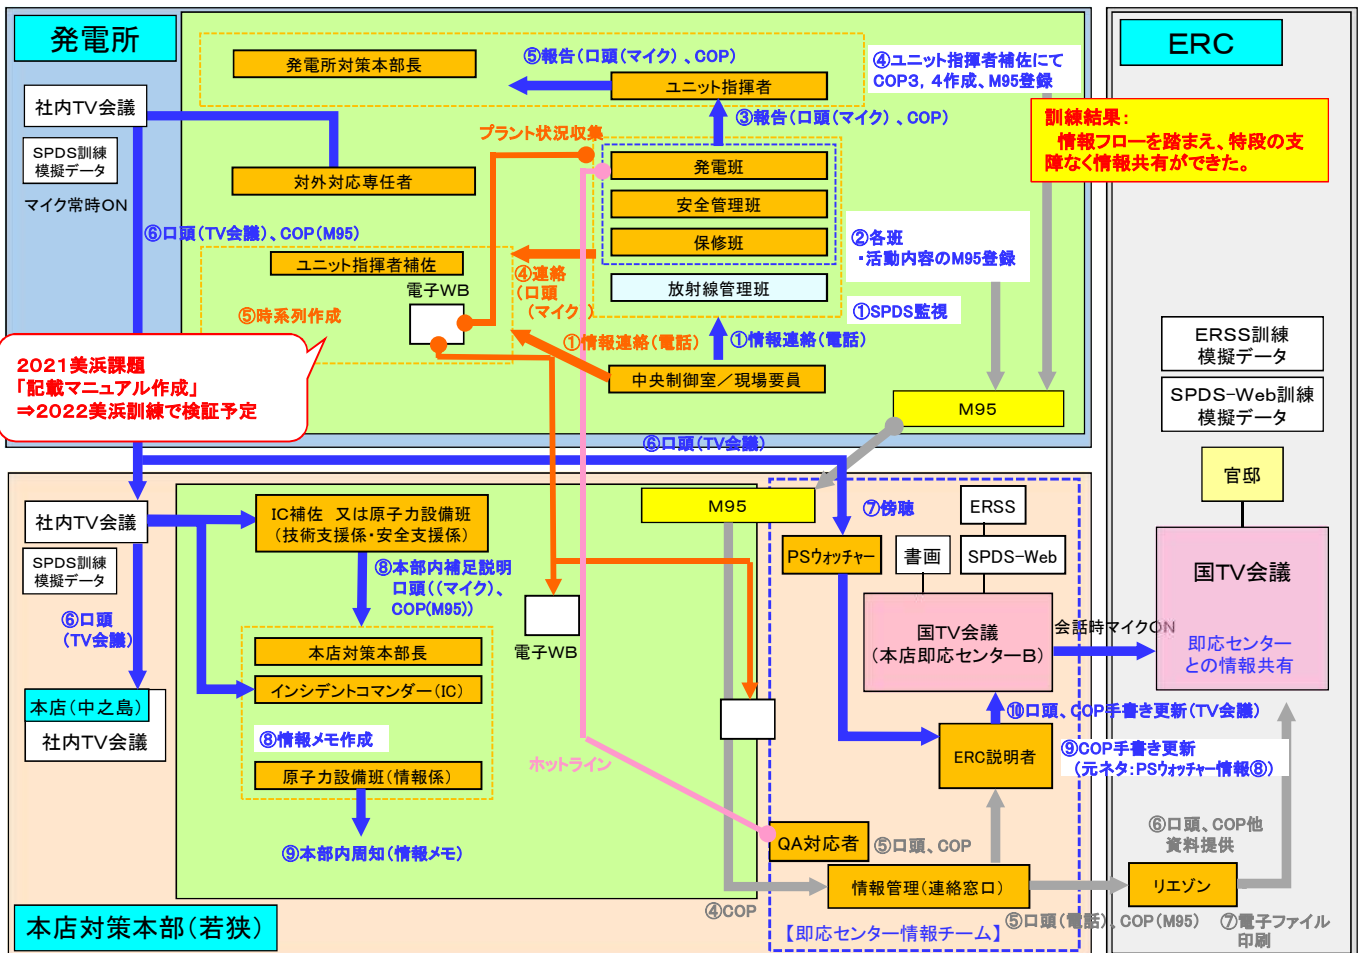 発電所
ERC
⑤報告(口頭(マイク)、COP)
④ユニット指揮者補佐にて
COP3，4作成、M95登録
発電所対策本部長
ユニット指揮者
社内TV会議
③報告(口頭(マイク)、COP)
訓練結果：
情報フローを踏まえ、特段の支
障なく情報共有ができた。
プラント状況収集
SPDS訓練
模擬データ
発電班
対外対応専任者
マイク常時ON
安全管理班
⑥口頭(TV会議)、COP(M95)
保修班
②各班
・活動内容のM95登録
ユニット指揮者補佐
④連絡
(口頭
(マイク)
電子WB
放射線管理班
⑤時系列作成
①SPDS監視
①情報連絡(電話)
①情報連絡(電話)
ERSS訓練
模擬データ
2021美浜課題
「記載マニュアル作成」
⇒2022美浜訓練で検証予定
中央制御室／現場要員
SPDS-Web訓練
模擬データ
M95
⑥口頭(TV会議)
官邸
M95
⑦傍聴
ERSS
社内TV会議
IC補佐 又は原子力設備班
(技術支援係・安全支援係)
PSウォッチャー
書画
SPDS-Web
SPDS訓練
模擬データ
⑧本部内補足説明
口頭((マイク)、
COP(M95))
国TV会議
⑥口頭
(TV会議)
国TV会議
(本店即応センターB)
会話時マイクON
即応センター
との情報共有
電子WB
本店対策本部長
インシデントコマンダー(IC)
本店(中之島)
社内TV会議
⑩口頭、COP手書き更新(TV会議)
⑧情報メモ作成
⑨COP手書き更新
(元ネタ：PSウォッチャー情報⑧)
ERC説明者
ホットライン
原子力設備班(情報係)
⑥口頭、COP他
資料提供
QA対応者
⑤口頭、COP
⑨本部内周知(情報メモ)
情報管理(連絡窓口)
リエゾン
④COP
⑤口頭(電話)、COP(M95)
⑦電子ファイル
印刷
本店対策本部(若狭)
【即応センター情報チーム】